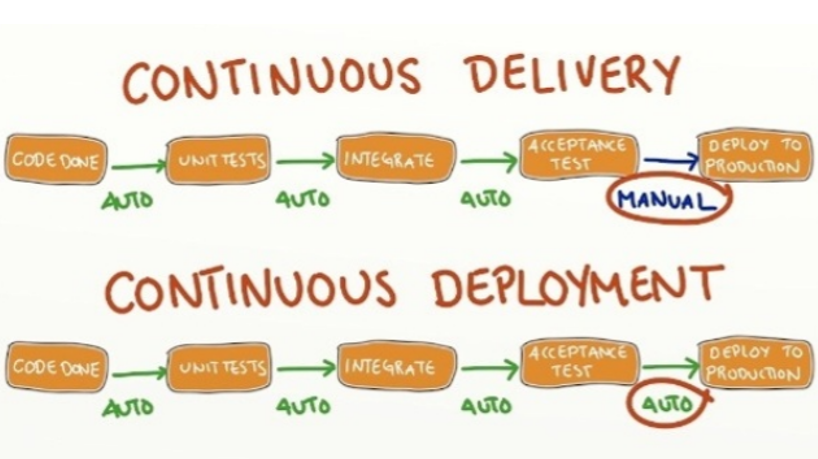 CONTINUOUS DELIVERY
CODE DONE
UNIT TESTS
INTEGRATE
ACCEPTANCE
TEST
DEPLOY TO
PRODUCTION
AUTO
AUTO
AUTO
MANUAL
CONTINUOUS DEPLOYMENT
CODE DONE
UNIT TESTS
INTEGRATE
ACCEPTANCE
TEST
DEPLOY TO
PRODUCTION
AUTO
AUTO
AUTO
AUTO